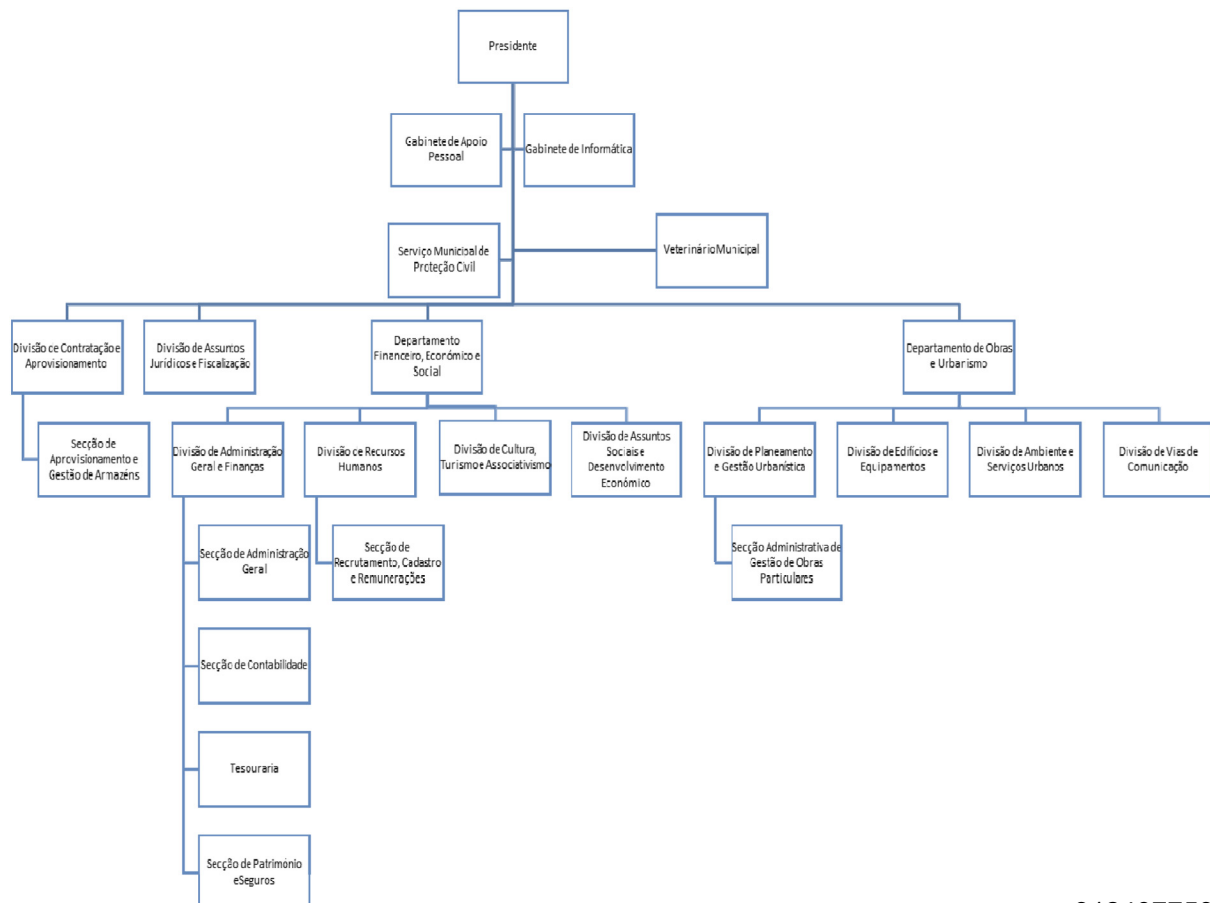 Presidente
Gabinete de Apoio
Pessoal
Gabinete de Informática
Serviço Municipal de
Proteção Civil
Veterinário Municipal
Divisão de Contratação e
Aprovisionamento
Divisão de Assuntos
Jurídicos e Fiscalização
Departamento
Financeiro, Económico e
Social
Departamento de Obras
e Urbanismo
Secção de
Aprovisionamento e
Gestão de Armazéns
Divisão de Administração
Geral e Finanças
Divisão de Recursos
Humanos
Divisão de Cultura,
Turismo e Associativismo
Divisão de Assuntos
Sociais e
Desenvolvimento
Económico
Divisão de Planeamento
e Gestão Urbanística
Divisão de Edifícios e
Equipamentos
Divisão de Ambiente e
Serviços Urbanos
Divisão de Vias de
Comunicação
Secção de Administração
Geral
Secção de
Recrutamento, Cadastro
e Remunerações
Secção Administrativa de
Gestão de Obras
Particulares
Secção de Contabilidade
Tesouraria
Secção de Património
e Seguros